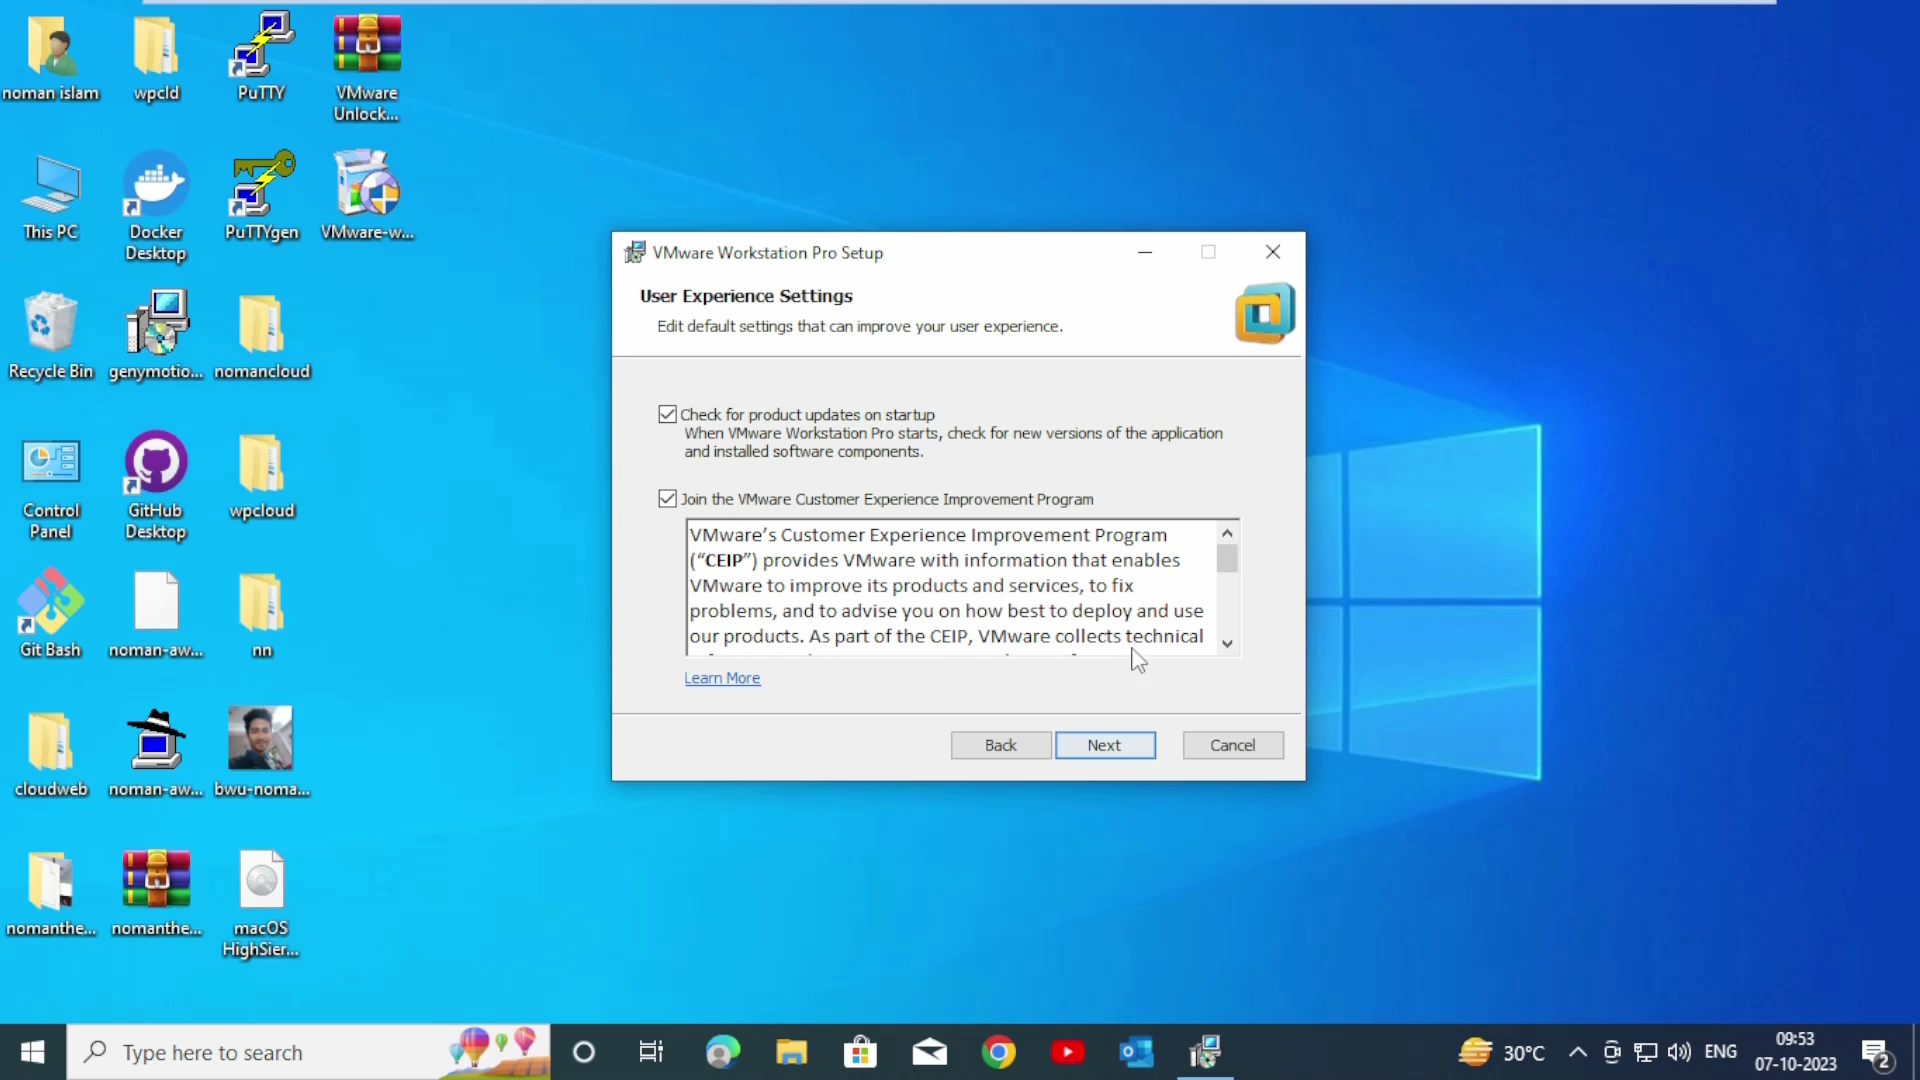 noman islam
wpcld
PuTTY
VMware
Unlock...
This PC
Docker
Desktop
PuTTYgen
VMware-w...
Recycle Bin
genymotio...
nomancloud
Control
Panel
GitHub
Desktop
wpcloud
Git Bash
noman-aw...
nn
cloudweb
noman-aw...
bwu-noma...
nomanthe...
nomanthe...
macOS
HighSier...
VMware Workstation Pro Setup
User Experience Settings
Edit default settings that can improve your user experience.
Check for product updates on startup
When VMware Workstation Pro starts, check for new versions of the application
and installed software components.
Join the VMware Customer Experience Improvement Program
VMware’s Customer Experience Improvement Program
(“CEIP”) provides VMware with information that enables
VMware to improve its products and services, to fix
problems, and to advise you on how best to deploy and use
our products. As part of the CEIP, VMware collects technical
Learn More
Back
Next
Cancel
Type here to search
30°C
ENG
09:53
07-10-2023
2